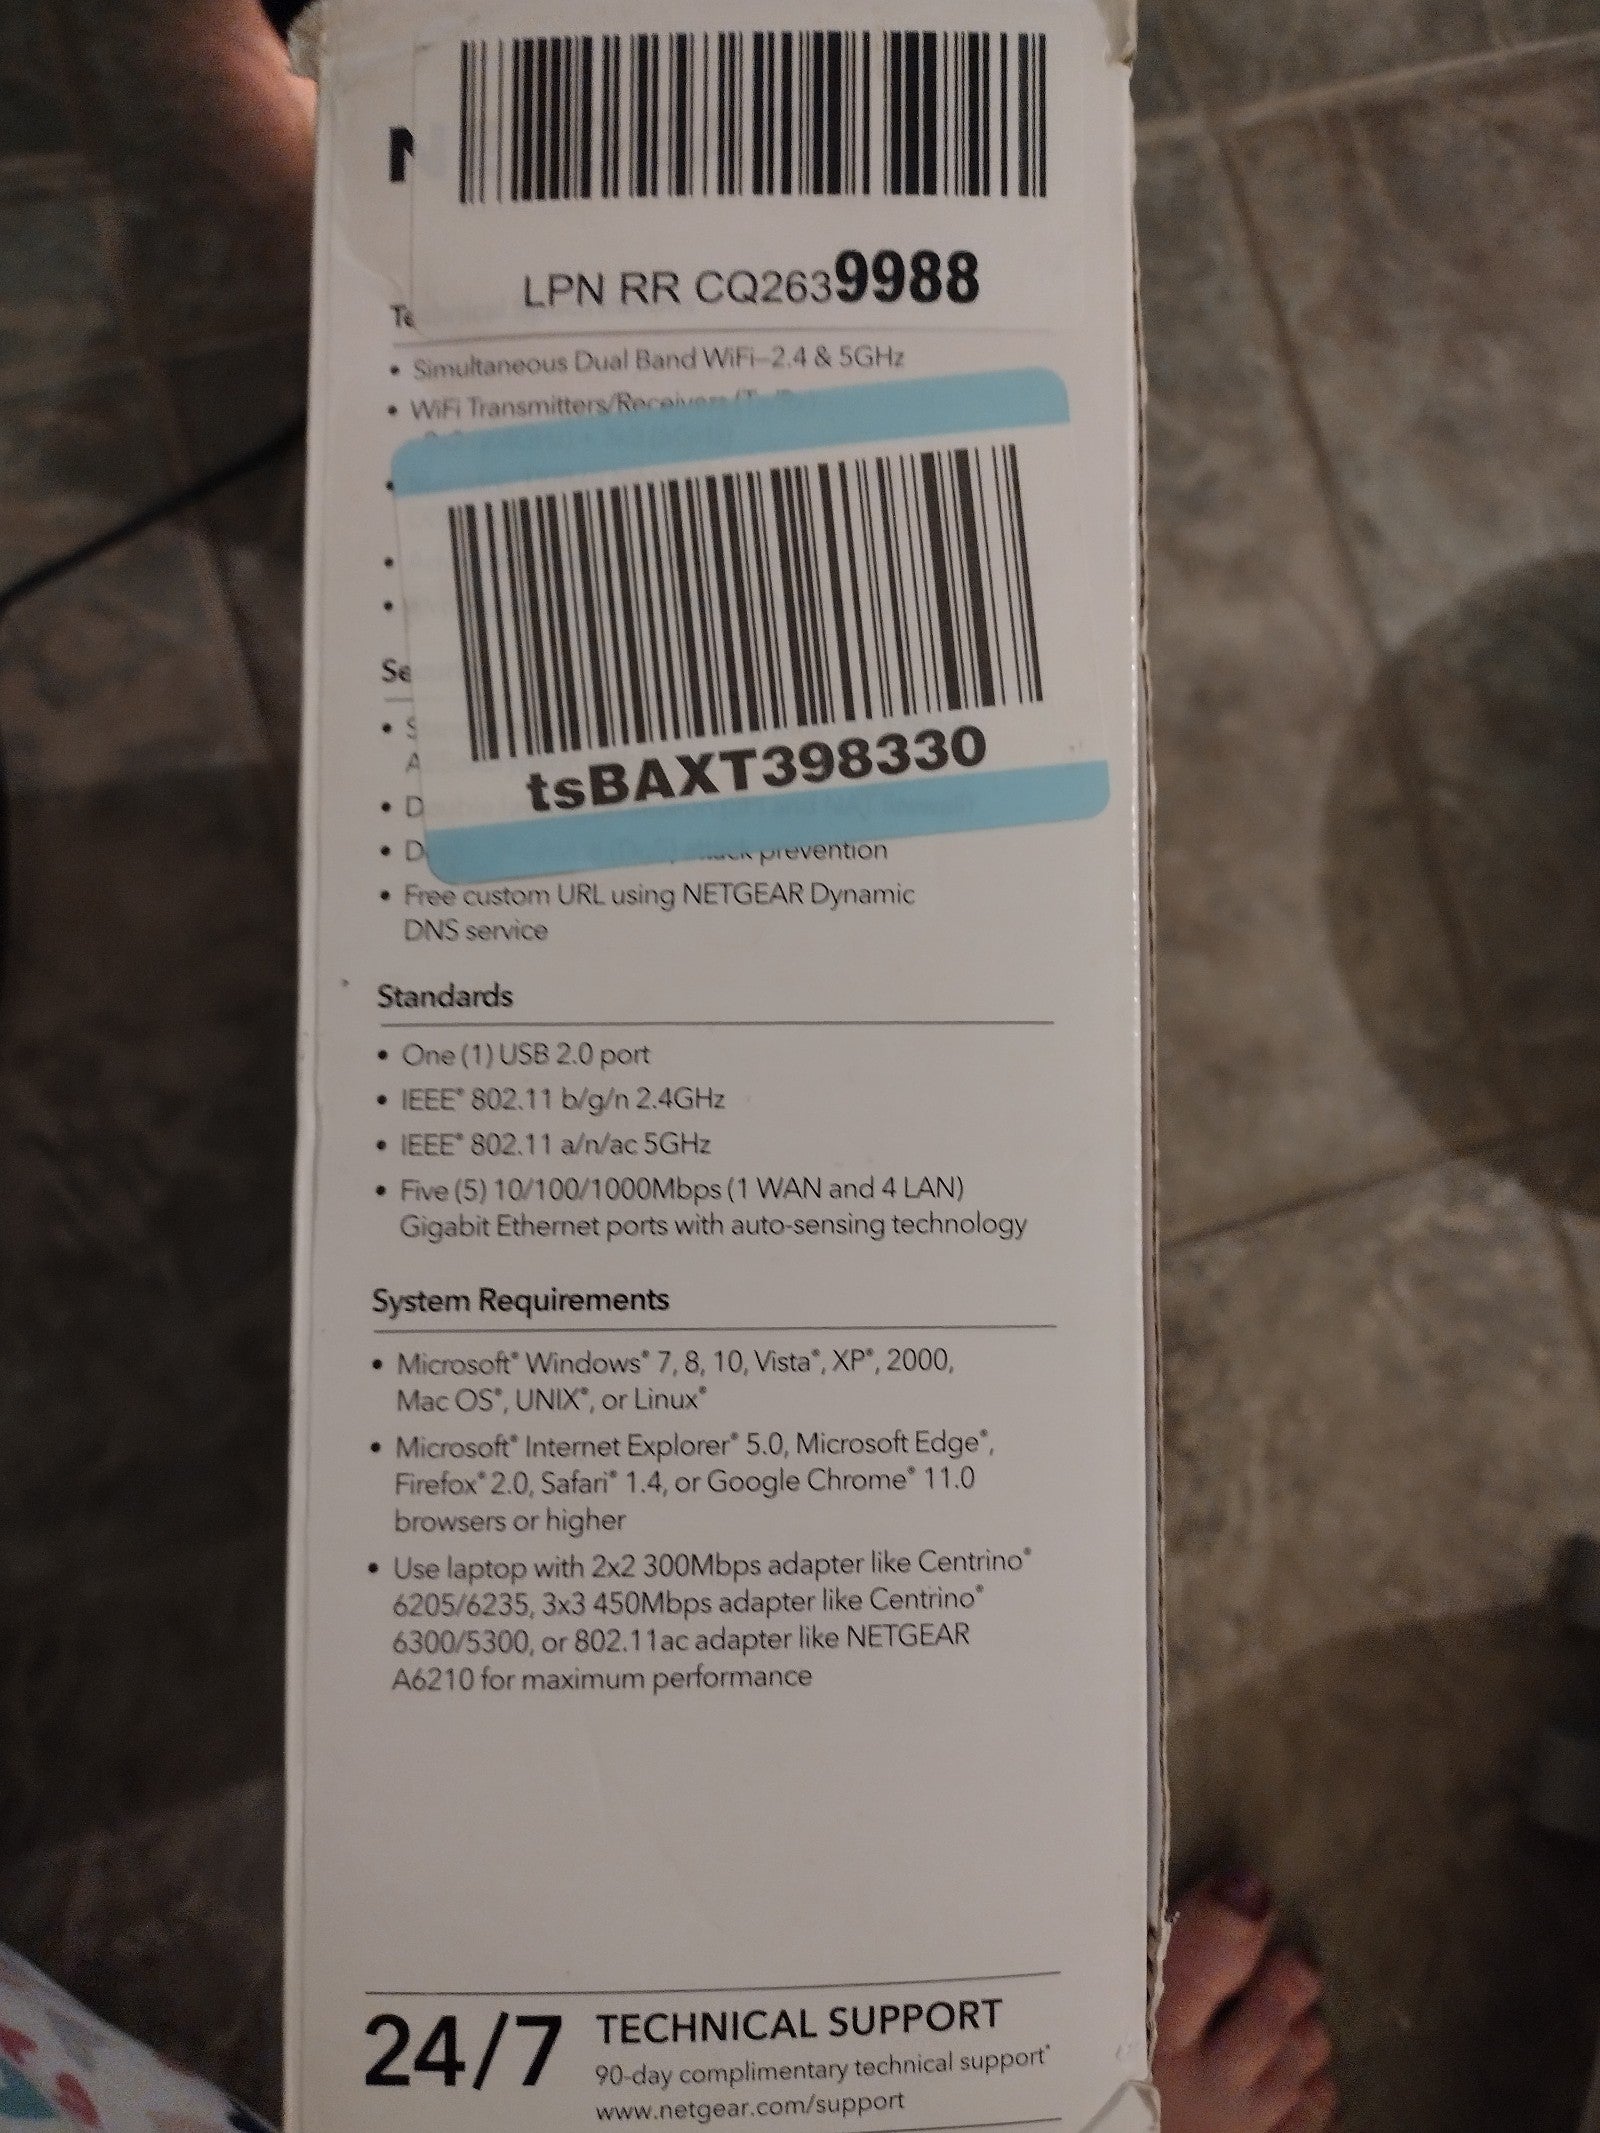 N
LPN RR CQ2639988
Te
• Simultaneous Dual Band WiFi–2.4 & 5GHz
• WiFi Transmitters/Receivers
•
•
•
Se
• S
A
tsBAXT398330
• D
• D prevention
• Free custom URL using NETGEAR Dynamic
DNS service
Standards
• One (1) USB 2.0 port
• IEEE® 802.11 b/g/n 2.4GHz
• IEEE® 802.11 a/n/ac 5GHz
• Five (5) 10/100/1000Mbps (1 WAN and 4 LAN)
Gigabit Ethernet ports with auto-sensing technology
System Requirements
• Microsoft® Windows® 7, 8, 10, Vista®, XP®, 2000,
Mac OS®, UNIX®, or Linux®
• Microsoft® Internet Explorer® 5.0, Microsoft Edge®,
Firefox® 2.0, Safari® 1.4, or Google Chrome® 11.0
browsers or higher
• Use laptop with 2x2 300Mbps adapter like Centrino®
6205/6235, 3x3 450Mbps adapter like Centrino®
6300/5300, or 802.11ac adapter like NETGEAR
A6210 for maximum performance
24/7 TECHNICAL SUPPORT
90-day complimentary technical support*
www.netgear.com/support